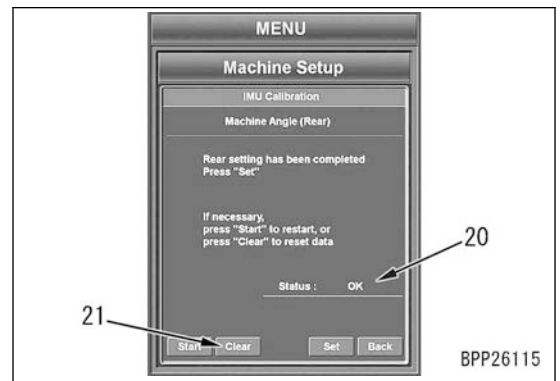 MENU
Machine Setup
IMU Calibration
Machine Angle (Rear)
Rear setting has been completed
Press "Set"
If necessary,
press "Start" to restart, or
press "Clear" to reset data
20
Status : OK
21
Start Clear Set Back
BPP26115